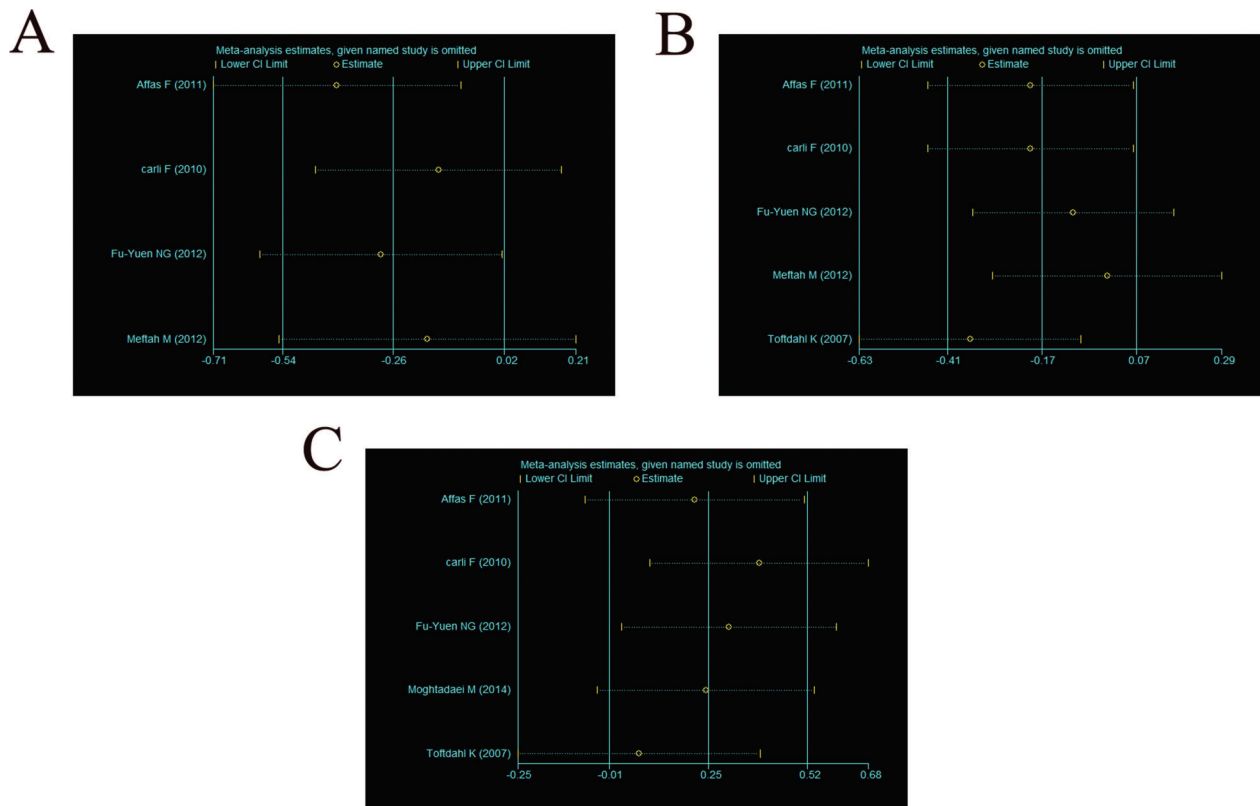 A
Meta-analysis estimates, given named study is omitted
Lower CI Limit Estimate Upper CI Limit
Affas F (2011)
carli F (2010)
Fu-Yuen NG (2012)
Meftah M (2012)
-0.71 -0.54 -0.26 0.02 0.21
B
Meta-analysis estimates, given named study is omitted
Lower CI Limit Estimate Upper CI Limit
Affas F (2011)
carli F (2010)
Fu-Yuen NG (2012)
Meftah M (2012)
Toftdahl K (2007)
-0.63 -0.41 -0.17 0.07 0.29
C
Meta-analysis estimates, given named study is omitted
Lower CI Limit Estimate Upper CI Limit
Affas F (2011)
carli F (2010)
Fu-Yuen NG (2012)
Moghtadaei M (2014)
Toftdahl K (2007)
-0.25 -0.01 0.25 0.52 0.68